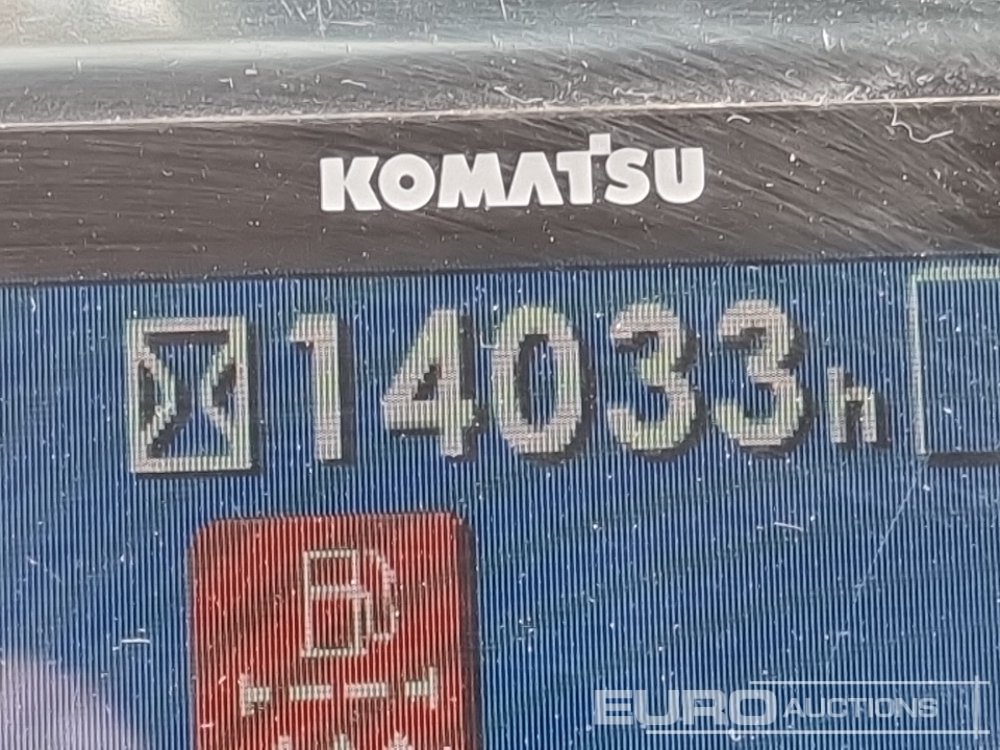 KOMATSU
14033h
EURO AUCTIONS